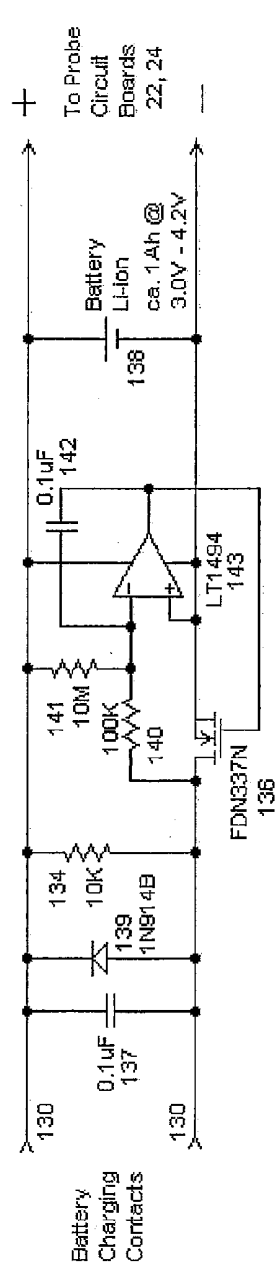 Battery
Charging
Contacts
130
130
0.1uF
137
139
1N914B
134
10K
141
10M
100K
140
0.1uF
142
FDN337N
136
LT1494
143
138
Battery
Li-Ion
ca. 1Ah @
3.0V - 4.2V
+
To Probe
Circuit
Boards
22, 24
—